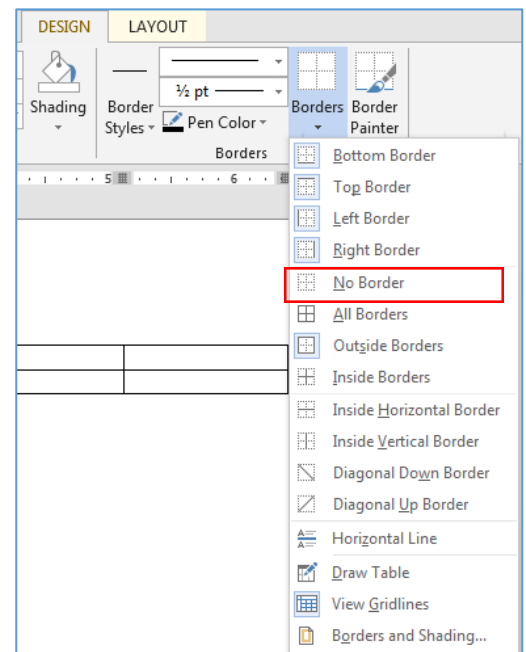 DESIGN LAYOUT
½ pt
Shading Border Borders Border
Styles Pen Color Painter
Borders
5 6
Bottom Border
Top Border
Left Border
Right Border
No Border
All Borders
Outside Borders
Inside Borders
Inside Horizontal Border
Inside Vertical Border
Diagonal Down Border
Diagonal Up Border
Horizontal Line
Draw Table
View Gridlines
Borders and Shading...